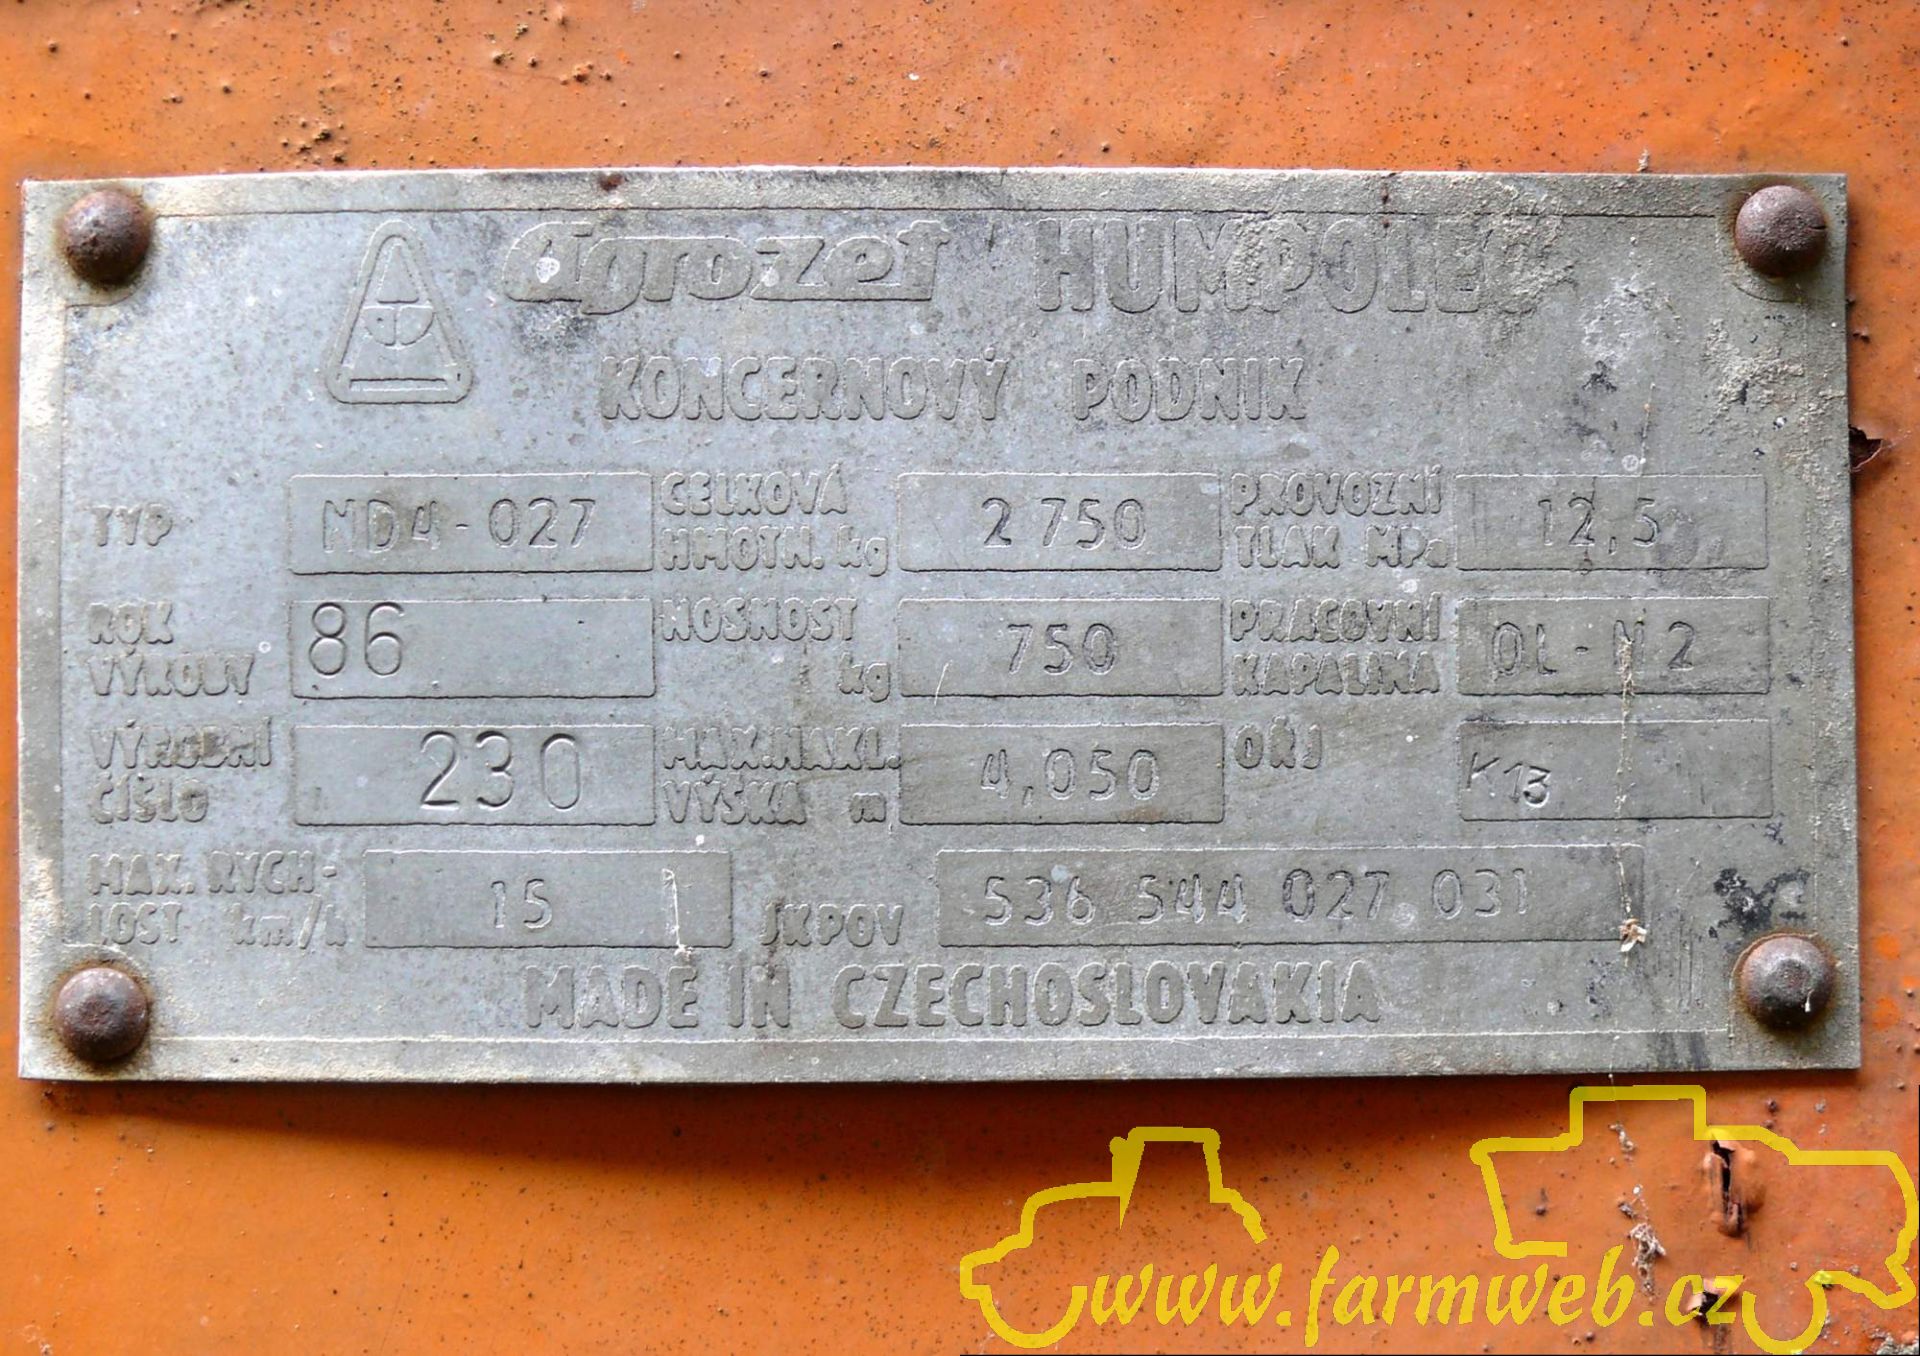 Agrozet HUMPOLEC
KONCERNOVÝ PODNIK
TYP MD4-027 CELKOVÁ HMOTN. kg 2 750 PROVOZNÍ TLAK MPa 12,5
ROK VÝROBY 86 NOSNOST kg 750 PRACOVNÍ KAPALINA OL-N2
VÝROBNÍ ČÍSLO 230 MAX.NAKL. VÝŠKA m 4,050 OŘJ K13
MAX. RYCH-LOST km/h 15 JKPOV 536 544 027 031
MADE IN CZECHOSLOVAKIA
www.farmweb.cz